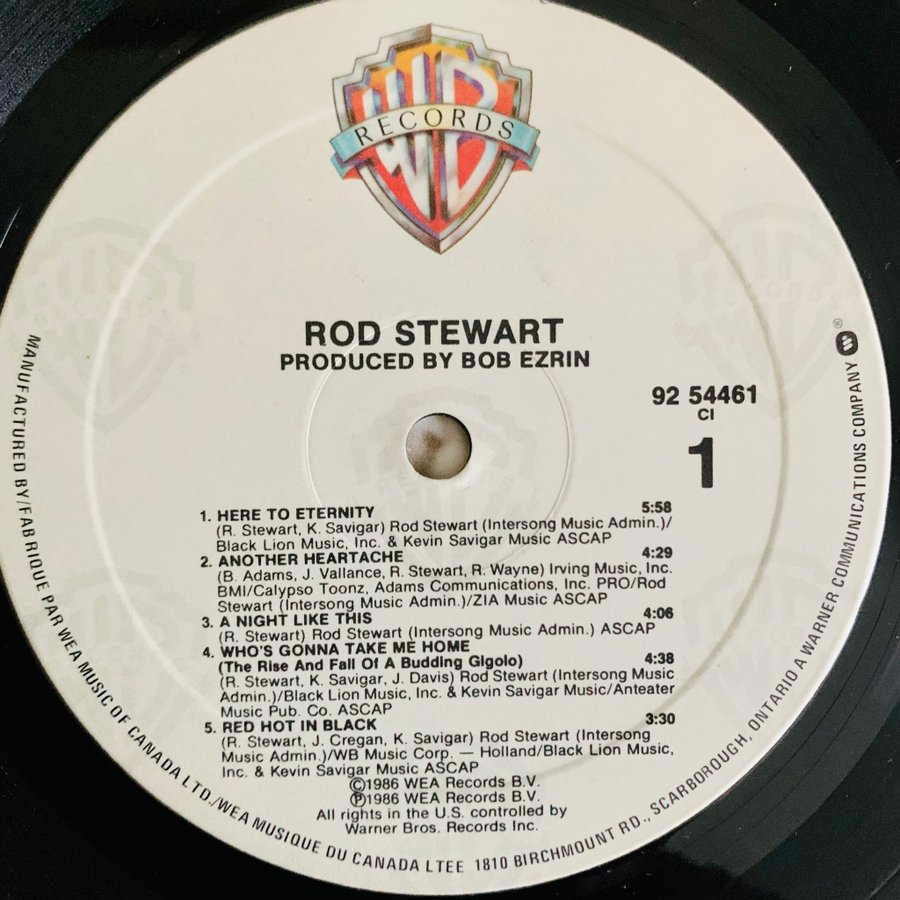 WB
RECORDS
ROD STEWART
PRODUCED BY BOB EZRIN
92 54461
CI
1
1. HERE TO ETERNITY 5:58
(R. Stewart, K. Savigar) Rod Stewart (Intersong Music Admin.)/
Black Lion Music, Inc. & Kevin Savigar Music ASCAP
2. ANOTHER HEARTACHE 4:29
(B. Adams, J. Vallance, R. Stewart, R. Wayne) Irving Music, Inc.
BMI/Calypso Toonz, Adams Communications, Inc. PRO/Rod
Stewart (Intersong Music Admin.)/ZIA Music ASCAP
3. A NIGHT LIKE THIS 4:06
(R. Stewart) Rod Stewart (Intersong Music Admin.) ASCAP
4. WHO'S GONNA TAKE ME HOME
(The Rise And Fall Of A Budding Gigolo) 4:38
(R. Stewart, K. Savigar, J. Davis) Rod Stewart (Intersong Music
Admin.)/Black Lion Music, Inc. & Kevin Savigar Music/Anteater
Music Pub. Co. ASCAP
5. RED HOT IN BLACK 3:30
(R. Stewart, J. Cregan, K. Savigar) Rod Stewart (Intersong
Music Admin.)/WB Music Corp. — Holland/Black Lion Music,
Inc. & Kevin Savigar Music ASCAP
©1986 WEA Records B.V.
℗1986 WEA Records B.V.
All rights in the U.S. controlled by
Warner Bros. Records Inc.
MANUFACTURED BY/FABRIQUE PAR WEA MUSIC OF CANADA LTD./WEA MUSIQUE DU CANADA LTEE 1810 BIRCHMOUNT RD., SCARBOROUGH, ONTARIO A WARNER COMMUNICATIONS COMPANY ®